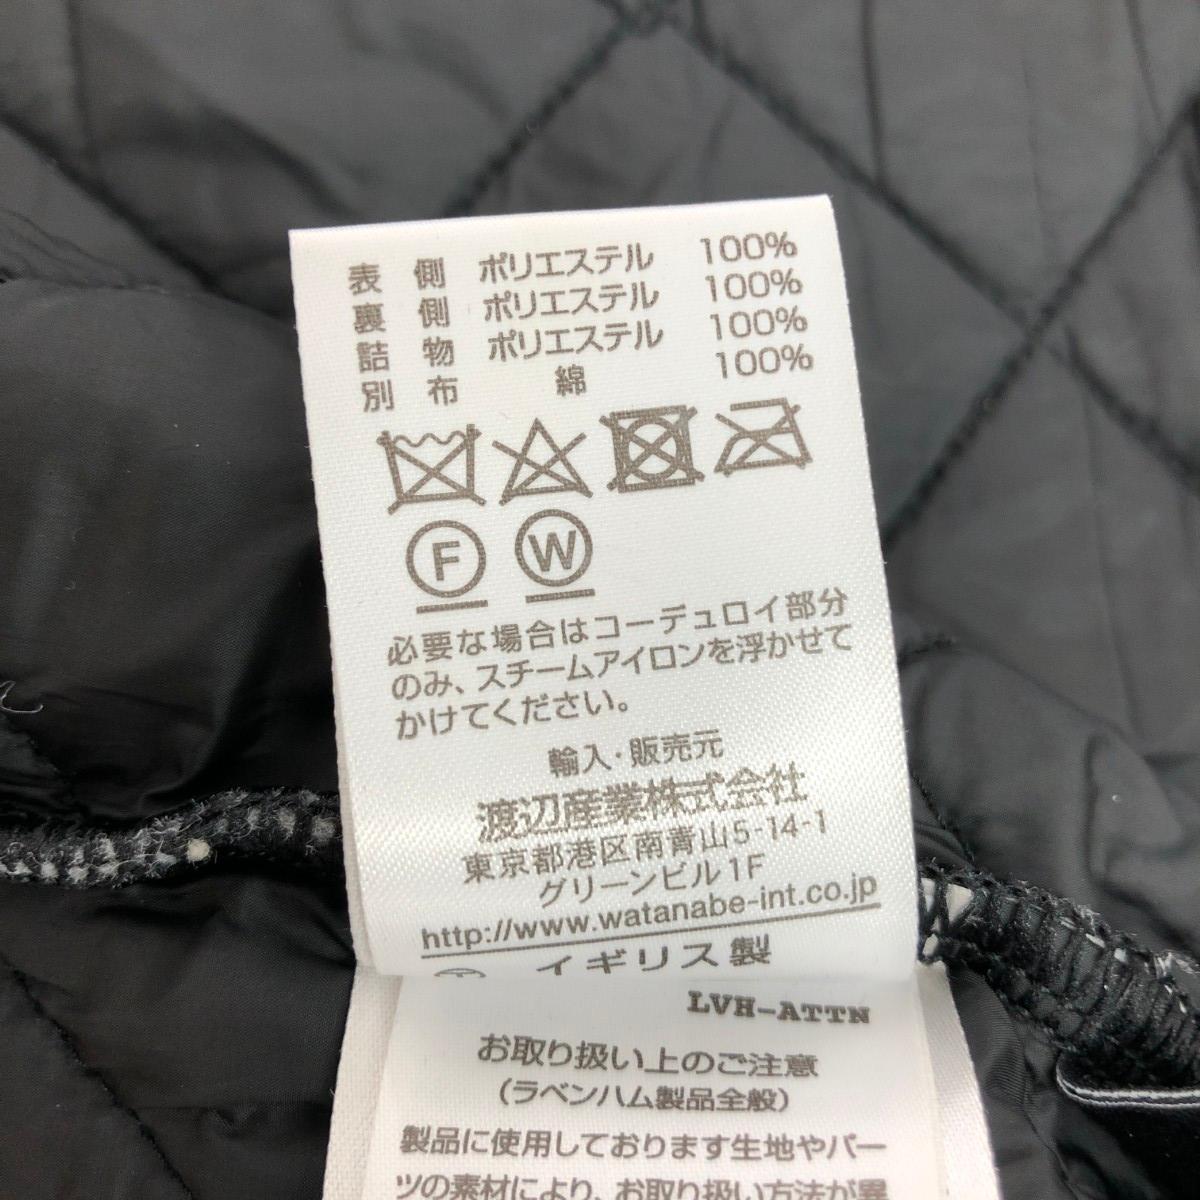 表側 ポリエステル 100%
裏側 ポリエステル 100%
詰物 ポリエステル 100%
別布 綿 100%
F W
必要な場合はコーデュロイ部分
のみ、スチームアイロンを浮かせて
かけてください。
輸入・販売元
渡辺産業株式会社
東京都港区南青山5-14-1
グリーンビル1F
http://www.watanabe-int.co.jp
イギリス製
LVH-ATTN
お取り扱い上のご注意
(ラベンハム製品全般)
製品に使用しております生地やパー
ツの素材により、お取り扱い方法が異